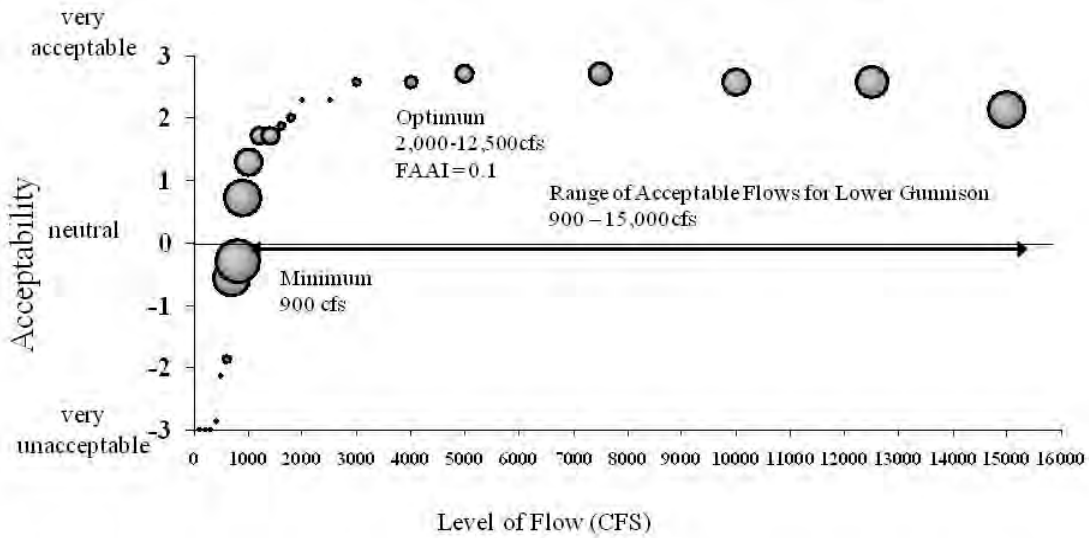 very
acceptable
3
2
1
neutral
0
-1
-2
very
unacceptable
-3
Acceptability
Optimum
2,000-12,500cfs
FAAI = 0.1
Range of Acceptable Flows for Lower Gunnison
900 – 15,000cfs
Minimum
900 cfs
0 1000 2000 3000 4000 5000 6000 7000 8000 9000 10000 11000 12000 13000 14000 15000 16000
Level of Flow (CFS)